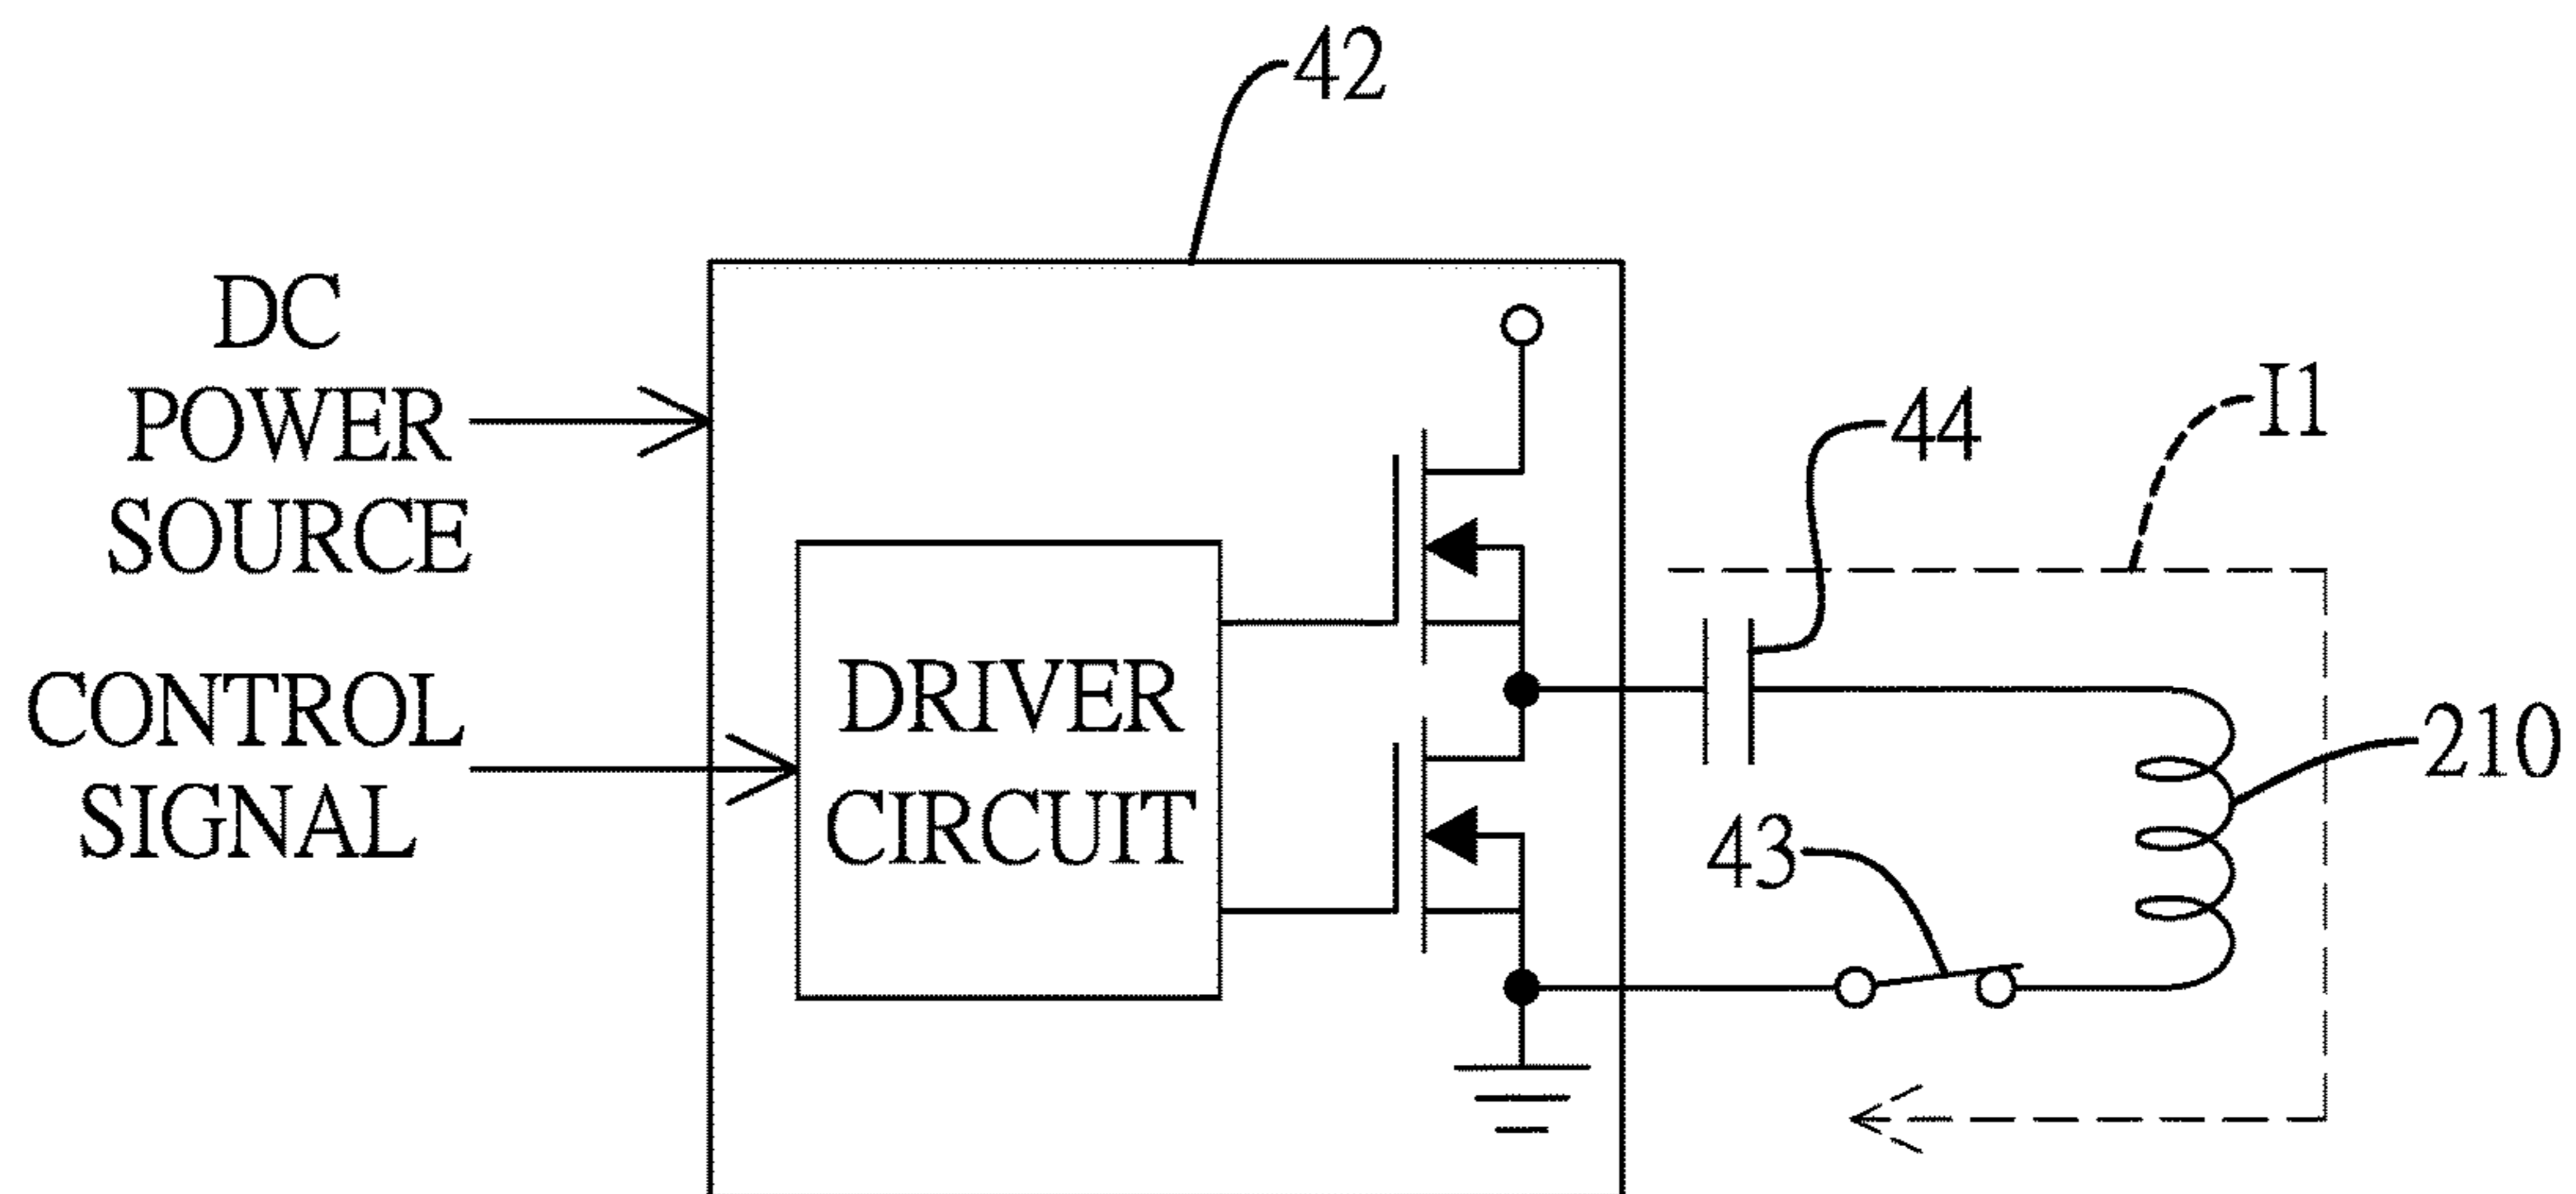 42
DC
POWER
SOURCE
CONTROL
SIGNAL
DRIVER
CIRCUIT
44
I1
43
210